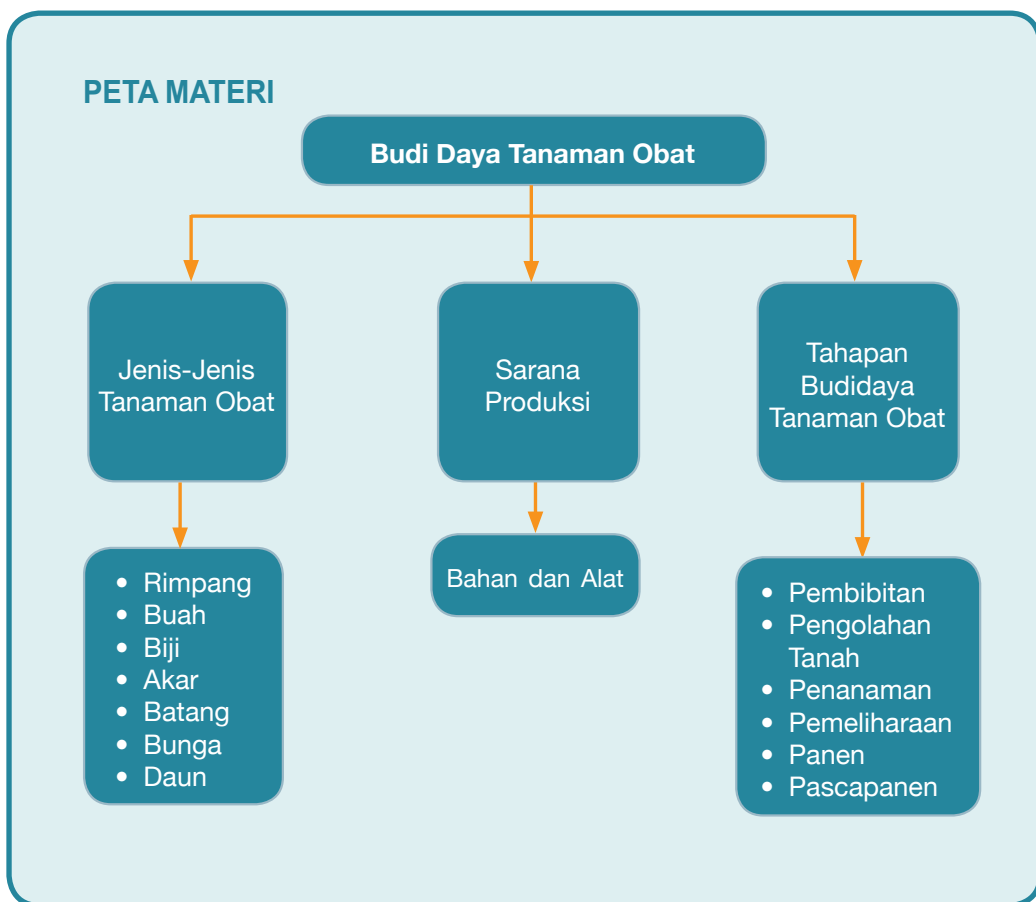 PETA MATERI
Budi Daya Tanaman Obat
Jenis-Jenis
Tanaman Obat
Sarana
Produksi
Tahapan
Budidaya
Tanaman Obat
• Rimpang
• Buah
• Biji
• Akar
• Batang
• Bunga
• Daun
Bahan dan Alat
• Pembibitan
• Pengolahan
Tanah
• Penanaman
• Pemeliharaan
• Panen
• Pascapanen